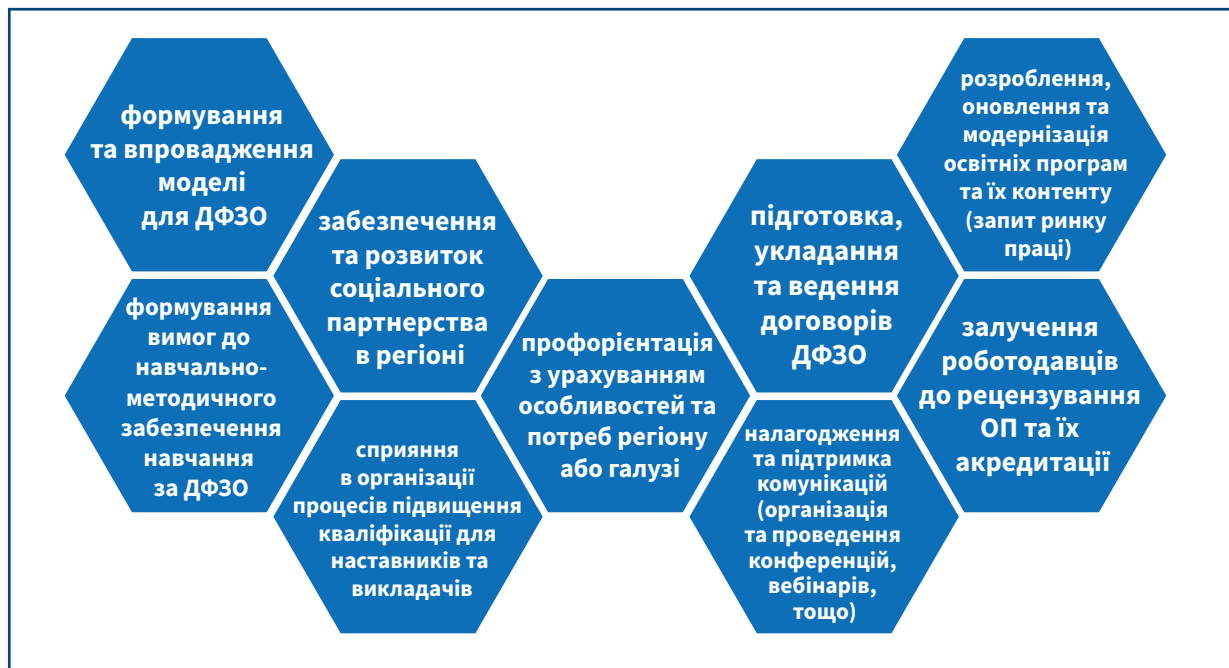 формування
та впровадження
моделі
для ДФЗО
формування
вимог до
навчально-
методичного
забезпечення
навчання
за ДФЗО
забезпечення
та розвиток
соціального
партнерства
в регіоні
сприяння
в організації
процесів підвищення
кваліфікації для
наставників та
викладачів
профорієнтація
з урахуванням
особливостей та
потреб регіону
або галузі
підготовка,
укладання
та ведення
договорів
ДФЗО
налагодження
та підтримка
комунікацій
(організація
та проведення
конференцій,
вебінарів,
тощо)
розроблення,
оновлення та
модернізація
освітніх програм
та їх контенту
(запит ринку
праці)
залучення
роботодавців
до рецензування
ОП та їх
акредитації